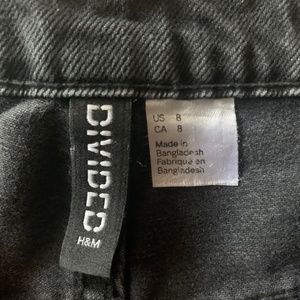 DIVIDED
H&M
US 8
CA 8
Made in
Bangladesh
Fabriqué en
Bangladesh